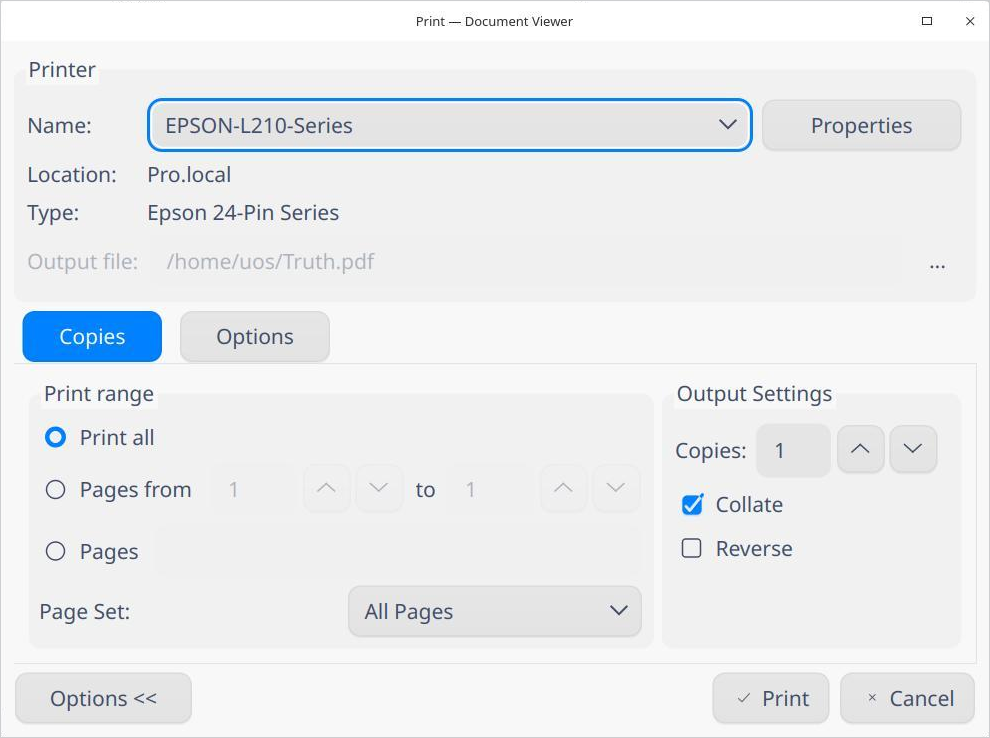 Print — Document Viewer
Printer
Name: EPSON-L210-Series Properties
Location: Pro.local
Type: Epson 24-Pin Series
Output file: /home/uos/Truth.pdf ...
Copies Options
Print range
Print all
Pages from 1 to 1
Pages
Page Set: All Pages
Output Settings
Copies: 1
Collate
Reverse
Options << Print Cancel